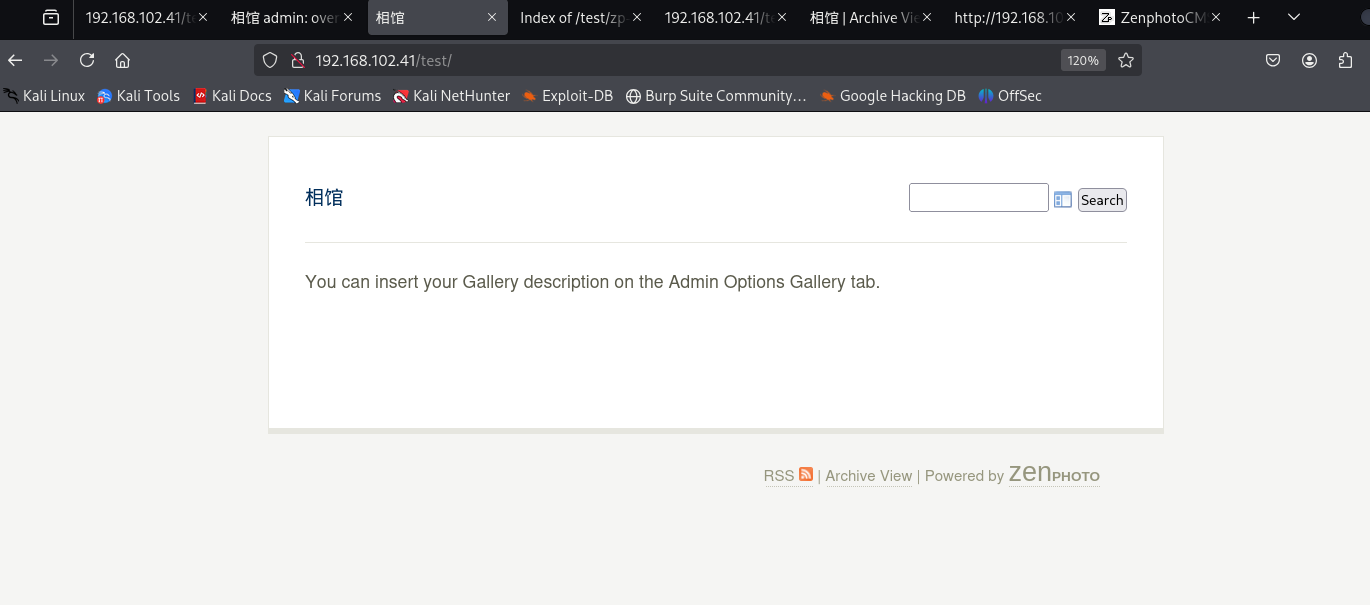 192.168.102.41/te
相馆 admin: over
相馆
Index of /test/zp-
192.168.102.41/te
相馆 | Archive Vie
http://192.168.10
Zp ZenphotoCM
192.168.102.41/test/
120%
Kali Linux
Kali Tools
Kali Docs
Kali Forums
Kali NetHunter
Exploit-DB
Burp Suite Community…
Google Hacking DB
OffSec
相馆
Search
You can insert your Gallery description on the Admin Options Gallery tab.
RSS | Archive View | Powered by zenPHOTO